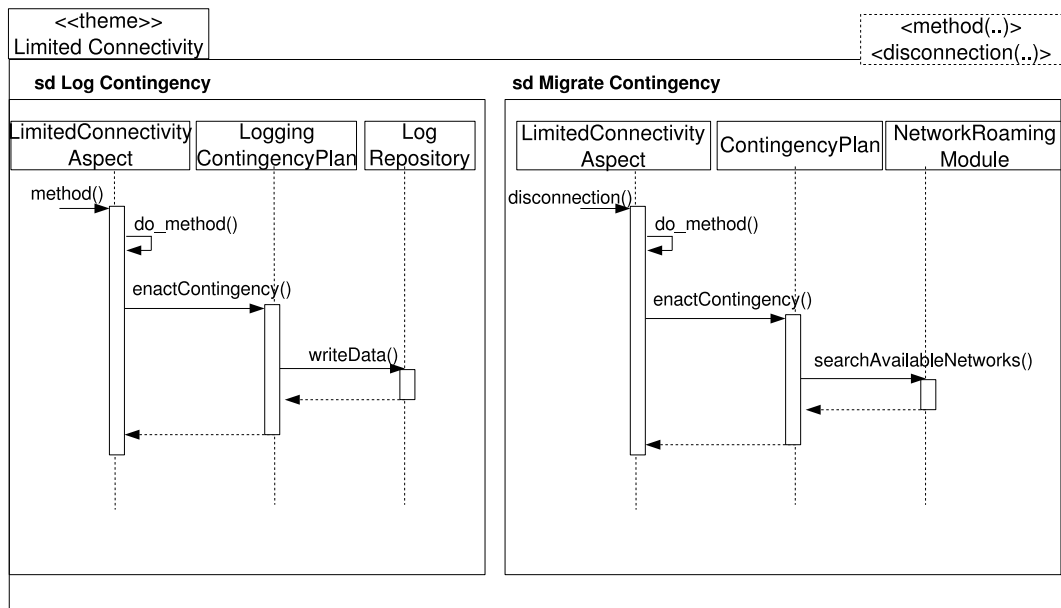 <<theme>>
Limited Connectivity
<method(..)>
<disconnection(..)>
sd Log Contingency
LimitedConnectivity
Aspect
Logging
ContingencyPlan
Log
Repository
method()
do_method()
enactContingency()
writeData()
sd Migrate Contingency
LimitedConnectivity
Aspect
ContingencyPlan
NetworkRoaming
Module
disconnection()
do_method()
enactContingency()
searchAvailableNetworks()